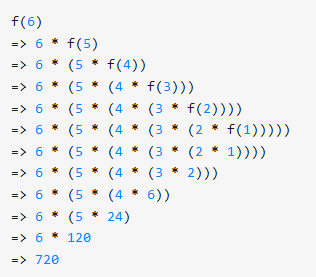 f(6)
=> 6 * f(5)
=> 6 * (5 * f(4))
=> 6 * (5 * (4 * f(3)))
=> 6 * (5 * (4 * (3 * f(2))))
=> 6 * (5 * (4 * (3 * (2 * f(1)))))
=> 6 * (5 * (4 * (3 * (2 * 1))))
=> 6 * (5 * (4 * (3 * 2)))
=> 6 * (5 * (4 * 6))
=> 6 * (5 * 24)
=> 6 * 120
=> 720